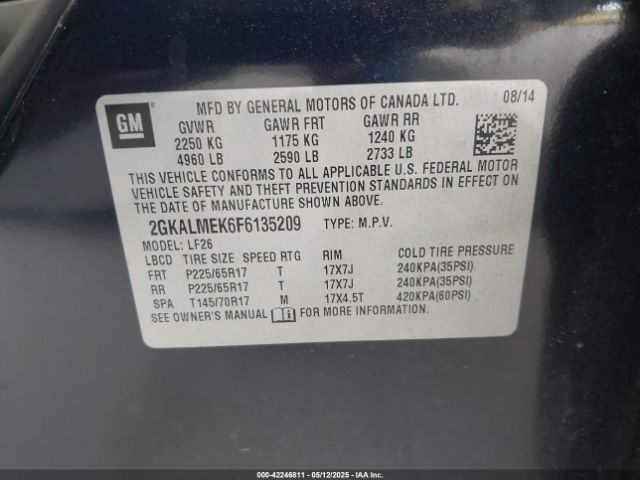 GM
MFD BY GENERAL MOTORS OF CANADA LTD. 08/14
GVWR GAWR FRT GAWR RR
2250 KG 1175 KG 1240 KG
4960 LB 2590 LB 2733 LB
THIS VEHICLE CONFORMS TO ALL APPLICABLE U.S. FEDERAL MOTOR
VEHICLE SAFETY AND THEFT PREVENTION STANDARDS IN EFFECT ON
THE DATE OF MANUFACTURE SHOWN ABOVE.
2GKALMEK6F6135209 TYPE: M.P.V.
MODEL: LF26
LBCD TIRE SIZE SPEED RTG RIM COLD TIRE PRESSURE
FRT P225/65R17 T 17X7J 240KPA(35PSI)
RR P225/65R17 T 17X7J 240KPA(35PSI)
SPA T145/70R17 M 17X4.5T 420KPA(60PSI)
SEE OWNER'S MANUAL FOR MORE INFORMATION.
000-42246811 - 05/12/2025 - IAAI.COM